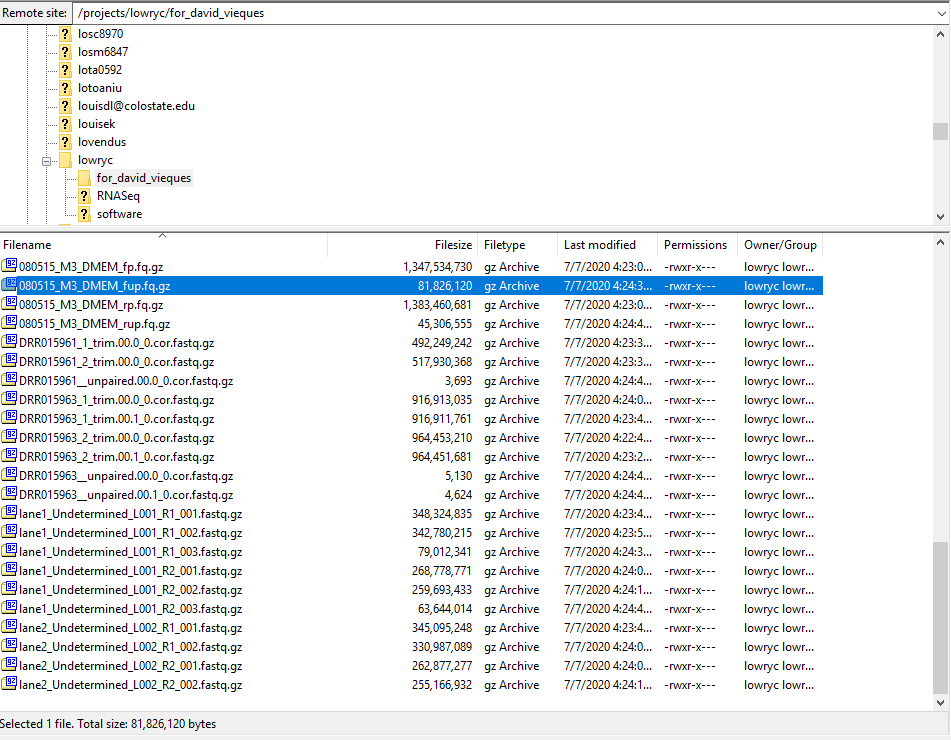 Remote site: /projects/lowryc/for_david_vieques
losc8970
losm6847
lota0592
lotoaniu
louisdl@colostate.edu
louisek
lovendus
lowryc
for_david_vieques
RNASeq
software
Filename Filesize Filetype Last modified Permissions Owner/Group
080515_M3_DMEM_fp.fq.gz 1,347,534,730 gz Archive 7/7/2020 4:23:0... -rwxr-x--- lowryc lowr...
080515_M3_DMEM_fup.fq.gz 81,826,120 gz Archive 7/7/2020 4:24:3... -rwxr-x--- lowryc lowr...
080515_M3_DMEM_rp.fq.gz 1,383,460,681 gz Archive 7/7/2020 4:23:0... -rwxr-x--- lowryc lowr...
080515_M3_DMEM_rup.fq.gz 45,306,555 gz Archive 7/7/2020 4:24:4... -rwxr-x--- lowryc lowr...
DRR015961_1_trim.00.0_0.cor.fastq.gz 492,249,242 gz Archive 7/7/2020 4:23:3... -rwxr-x--- lowryc lowr...
DRR015961_2_trim.00.0_0.cor.fastq.gz 517,930,368 gz Archive 7/7/2020 4:23:3... -rwxr-x--- lowryc lowr...
DRR015961__unpaired.00.0_0.cor.fastq.gz 3,693 gz Archive 7/7/2020 4:24:4... -rwxr-x--- lowryc lowr...
DRR015963_1_trim.00.0_0.cor.fastq.gz 916,913,035 gz Archive 7/7/2020 4:24:0... -rwxr-x--- lowryc lowr...
DRR015963_1_trim.00.1_0.cor.fastq.gz 916,911,761 gz Archive 7/7/2020 4:23:4... -rwxr-x--- lowryc lowr...
DRR015963_2_trim.00.0_0.cor.fastq.gz 964,453,210 gz Archive 7/7/2020 4:22:4... -rwxr-x--- lowryc lowr...
DRR015963_2_trim.00.1_0.cor.fastq.gz 964,451,681 gz Archive 7/7/2020 4:23:2... -rwxr-x--- lowryc lowr...
DRR015963__unpaired.00.0_0.cor.fastq.gz 5,130 gz Archive 7/7/2020 4:24:4... -rwxr-x--- lowryc lowr...
DRR015963__unpaired.00.1_0.cor.fastq.gz 4,624 gz Archive 7/7/2020 4:24:4... -rwxr-x--- lowryc lowr...
lane1_Undetermined_L001_R1_001.fastq.gz 348,324,835 gz Archive 7/7/2020 4:23:4... -rwxr-x--- lowryc lowr...
lane1_Undetermined_L001_R1_002.fastq.gz 342,780,215 gz Archive 7/7/2020 4:23:5... -rwxr-x--- lowryc lowr...
lane1_Undetermined_L001_R1_003.fastq.gz 79,012,341 gz Archive 7/7/2020 4:24:3... -rwxr-x--- lowryc lowr...
lane1_Undetermined_L001_R2_001.fastq.gz 268,778,771 gz Archive 7/7/2020 4:24:0... -rwxr-x--- lowryc lowr...
lane1_Undetermined_L001_R2_002.fastq.gz 259,693,433 gz Archive 7/7/2020 4:24:1... -rwxr-x--- lowryc lowr...
lane1_Undetermined_L001_R2_003.fastq.gz 63,644,014 gz Archive 7/7/2020 4:24:4... -rwxr-x--- lowryc lowr...
lane2_Undetermined_L002_R1_001.fastq.gz 345,095,248 gz Archive 7/7/2020 4:23:4... -rwxr-x--- lowryc lowr...
lane2_Undetermined_L002_R1_002.fastq.gz 330,987,089 gz Archive 7/7/2020 4:24:0... -rwxr-x--- lowryc lowr...
lane2_Undetermined_L002_R2_001.fastq.gz 262,877,277 gz Archive 7/7/2020 4:24:0... -rwxr-x--- lowryc lowr...
lane2_Undetermined_L002_R2_002.fastq.gz 255,166,932 gz Archive 7/7/2020 4:24:1... -rwxr-x--- lowryc lowr...
Selected 1 file. Total size: 81,826,120 bytes